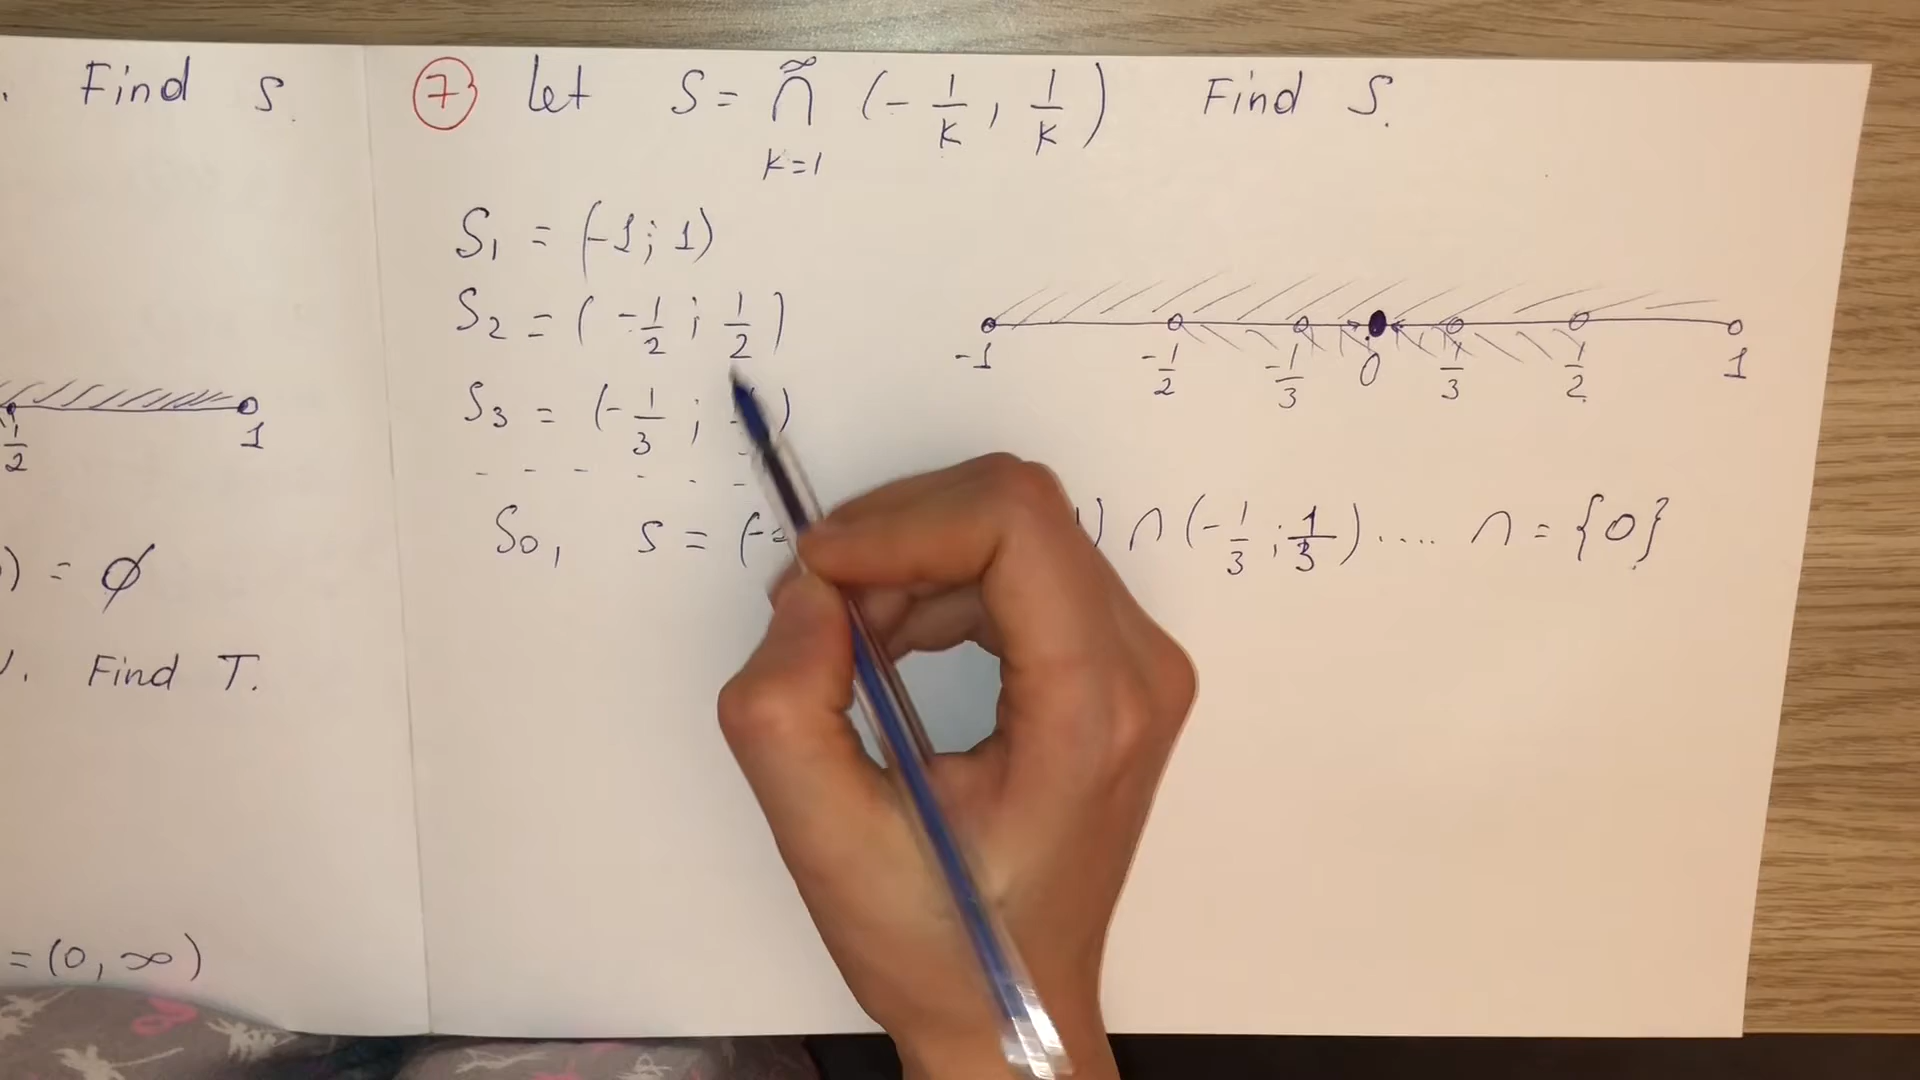 . Find S.
1/2 1
) = ∅
. Find T.
= (0, ∞)
⑦ Let S = ∞ ∩ k=1 (- 1/k , 1/k) Find S.
S₁ = (-1; 1)
S₂ = ( -1/2 ; 1/2 )
S₃ = (- 1/3 ; )
-1 -1/2 -1/3 0 1/3 1/2 1
So, S = (- ) ∩ (- 1/3 ; 1/3 ) .... ∩ = {0}